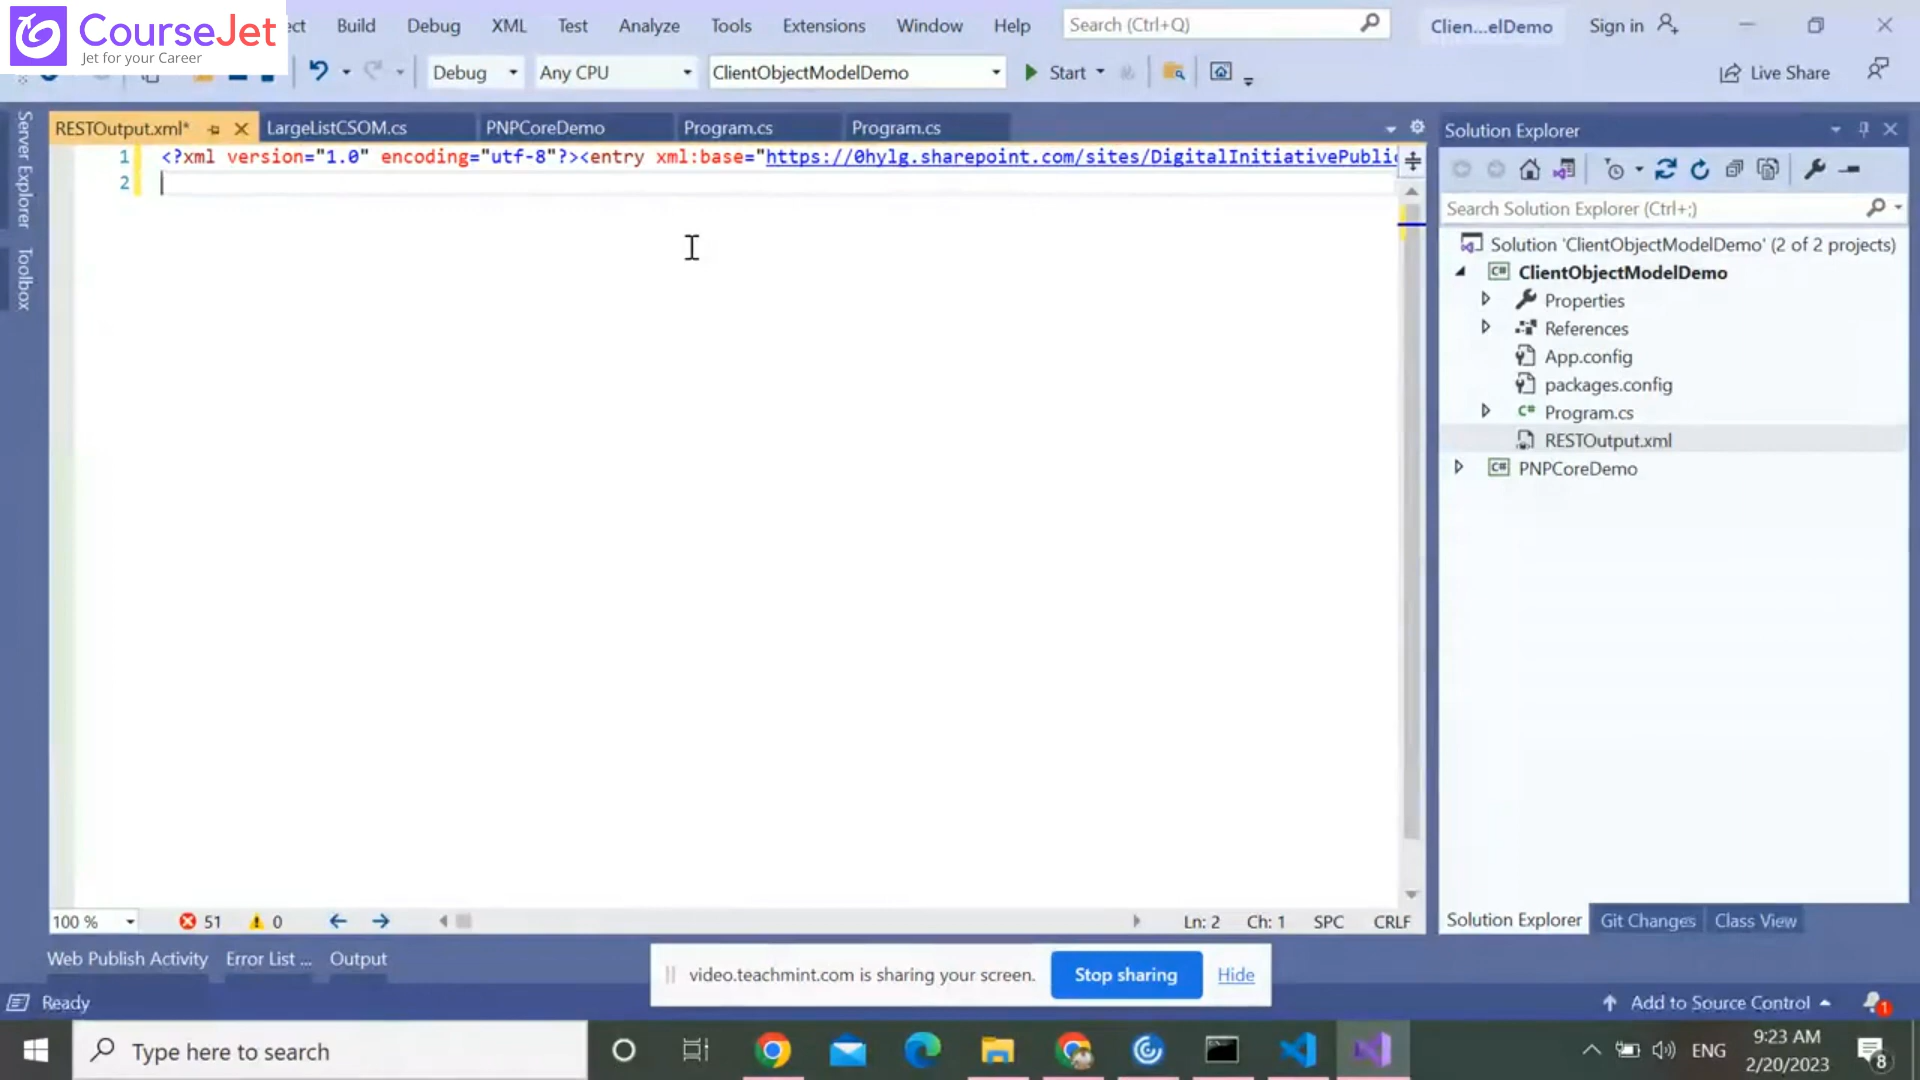 CourseJet
Jet for your Career
ect Build Debug XML Test Analyze Tools Extensions Window Help Search (Ctrl+Q) Clien...elDemo Sign in
Debug Any CPU ClientObjectModelDemo Start Live Share
Server Explorer
Toolbox
RESTOutput.xml* LargeListCSOM.cs PNPCoreDemo Program.cs Program.cs
1 <?xml version="1.0" encoding="utf-8"?><entry xml:base="https://0hylg.sharepoint.com/sites/DigitalInitiativePublic
2
Solution Explorer
Search Solution Explorer (Ctrl+;)
Solution 'ClientObjectModelDemo' (2 of 2 projects)
C# ClientObjectModelDemo
Properties
References
App.config
packages.config
C# Program.cs
RESTOutput.xml
C# PNPCoreDemo
100 % 51 0 Ln: 2 Ch: 1 SPC CRLF
Solution Explorer Git Changes Class View
Web Publish Activity Error List ... Output
video.teachmint.com is sharing your screen. Stop sharing Hide
Ready Add to Source Control 1
Type here to search ENG 9:23 AM
2/20/2023 8